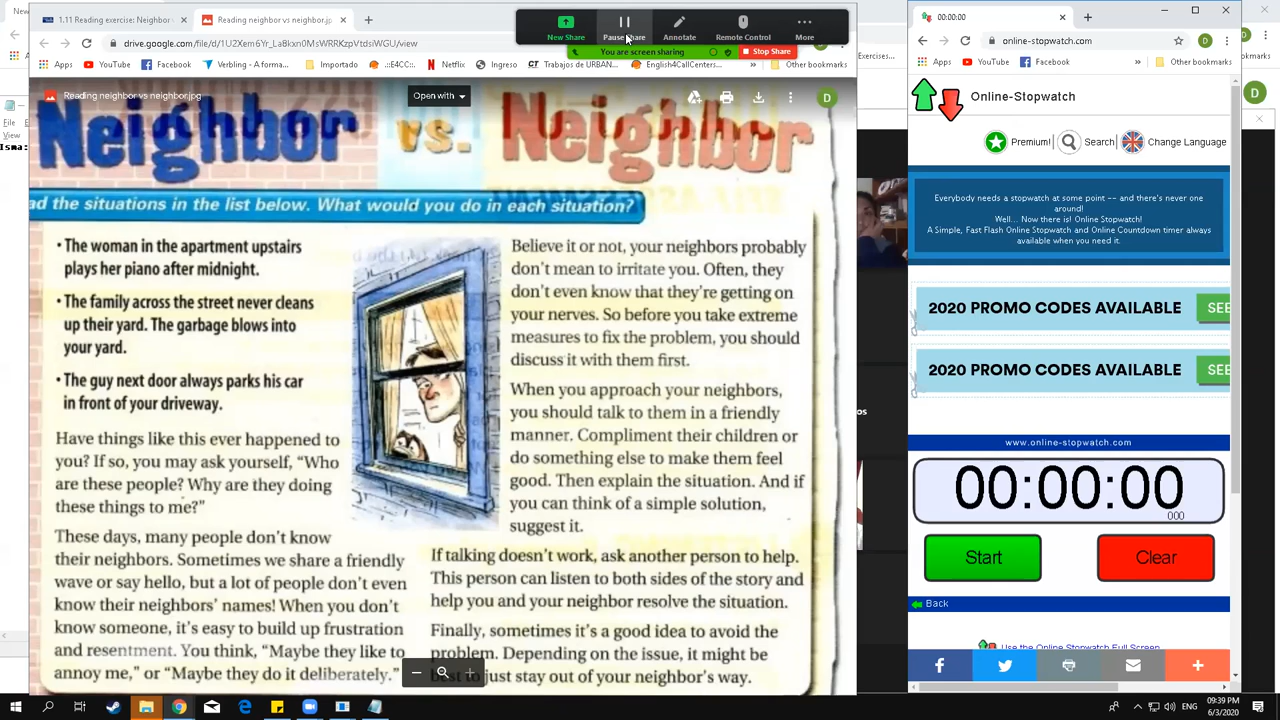 1.11 Reading exercise: Neighbor
Reading neighbor vs neighbor.jp
New Share
Pause Share
Annotate
Remote Control
More
You are screen sharing
Stop Share
Apps
Facebook
Verbling - A forma...
Importado
.::E4CC::.
Netflix
Ingreso
Trabajos de URBAN...
English4CallCenters...
»
Other bookmarks
Reading neighbor vs neighbor.jpg
Open with
D
vs. Neighbor
ad the situations in the list below. What would you do in each situation?
• The woman in the apartment
plays her piano after midnight.
• The family across the street never cleans
up their yard. The garbage blows into
your yard.
• The guy next door always parks his car
in front of your driveway.
Have things like this ever happened to
you? If so, you may ask yourself, “Who
are these people? Why are they doing
these things to me?”
These days, many people don't know
their neighbors. Sometimes we share a friendly
wave or say hello, but a lot of people don't even
know their neighbors' names! When you don't
know someone, it's easy to build up frustration
and resentment. You think, “Maybe they like to
annoy me,” or “Maybe they do it deliberately.”
Believe it or not, your neighbors probably
don't mean to irritate you. Often, they
don't even know that they're getting on
your nerves. So before you take extreme
measures to fix the problem, you should
discuss it with them first.
When you approach your neighbors,
you should talk to them in a friendly
manner. Compliment their children or
do something else to make them feel
good. Then explain the situation. And if
you can think of a simple solution,
suggest it.
If talking doesn't work, ask another person to help.
This person can listen to both sides of the story and
help you and your neighbor resolve the situation.
Finally, sometimes it's a good idea to avoid the
problem. Depending on the issue, it might be
best to just stay out of your neighbor's way.
File
View
Isma:
Exercises...
D
os
00:00:00
online-stopwatch.com
D
Apps
YouTube
Facebook
»
Other bookmarks
Online-Stopwatch
Premium!|
Search|
Change Language
Everybody needs a stopwatch at some point -- and there's never one
around!
Well... Now there is! Online Stopwatch!
A Simple, Fast Flash Online Stopwatch and Online Countdown timer always
available when you need it.
2020 PROMO CODES AVAILABLE
SEE
2020 PROMO CODES AVAILABLE
SEE
www.online-stopwatch.com
00:00:00
000
Start
Clear
Back
Use the Online Stopwatch Full Screen
ENG
09:39 PM
6/3/2020